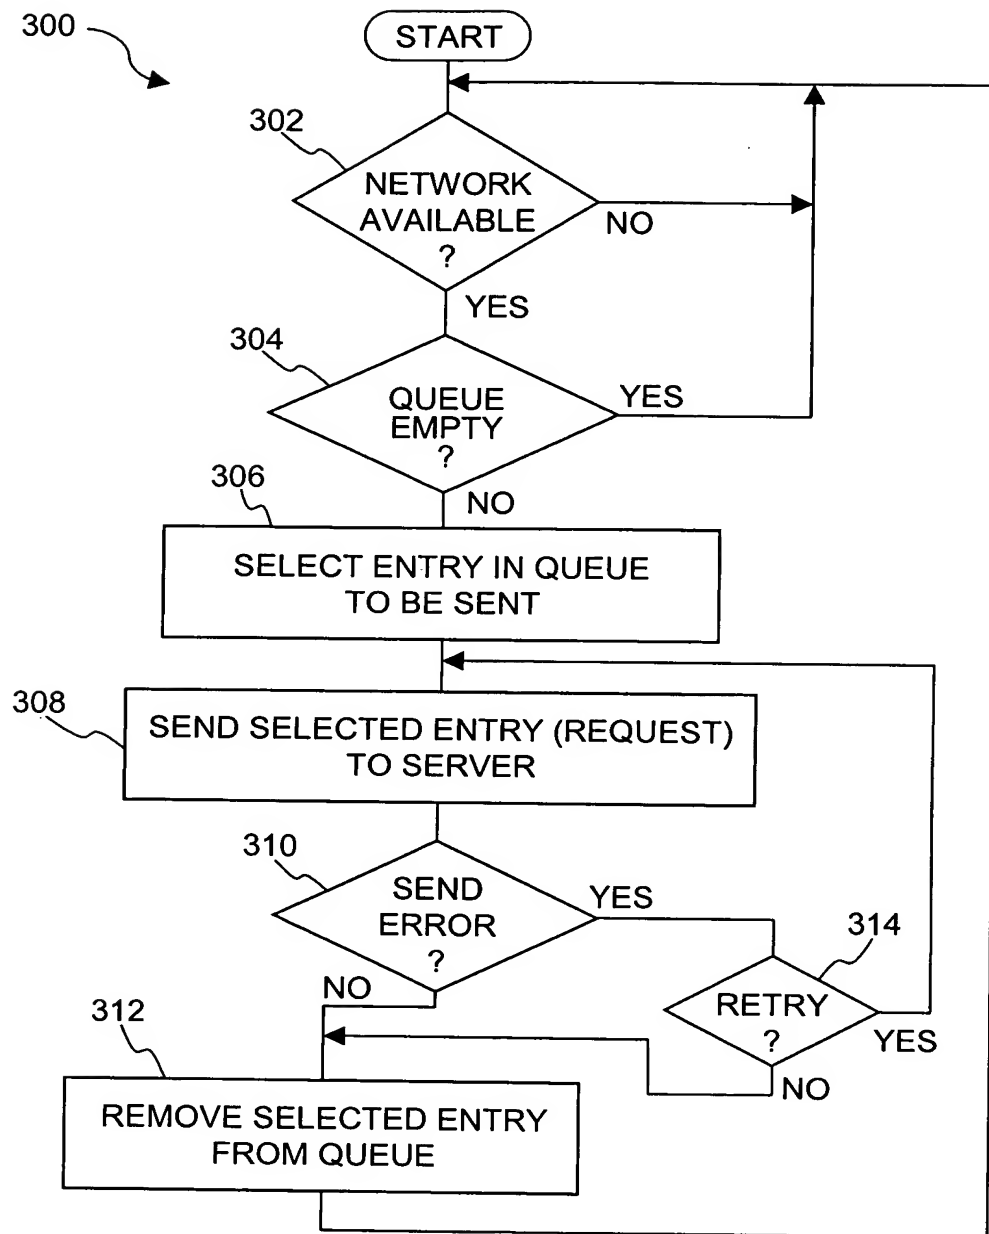 300
START
302
NETWORK
AVAILABLE
?
NO
YES
304
QUEUE
EMPTY
?
YES
NO
306
SELECT ENTRY IN QUEUE
TO BE SENT
308
SEND SELECTED ENTRY (REQUEST)
TO SERVER
310
SEND
ERROR
?
YES
NO
314
RETRY
?
YES
NO
312
REMOVE SELECTED ENTRY
FROM QUEUE